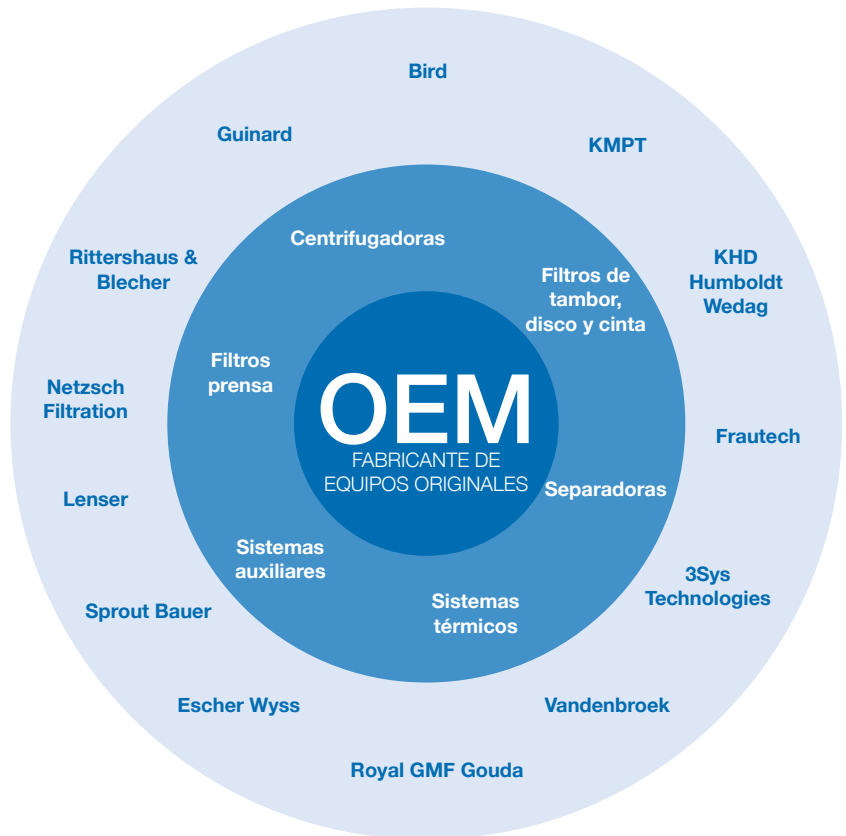 Bird
Guinard
KMPT
Centrifugadoras
Rittershaus &
Blecher
KHD
Humboldt
Wedag
Filtros de
tambor,
disco y cinta
Filtros
prensa
Netzsch
Filtration
OEM
FABRICANTE DE
EQUIPOS ORIGINALES
Frautech
Separadoras
Lenser
Sistemas
auxiliares
3Sys
Technologies
Sistemas
térmicos
Sprout Bauer
Escher Wyss
Vandenbroek
Royal GMF Gouda